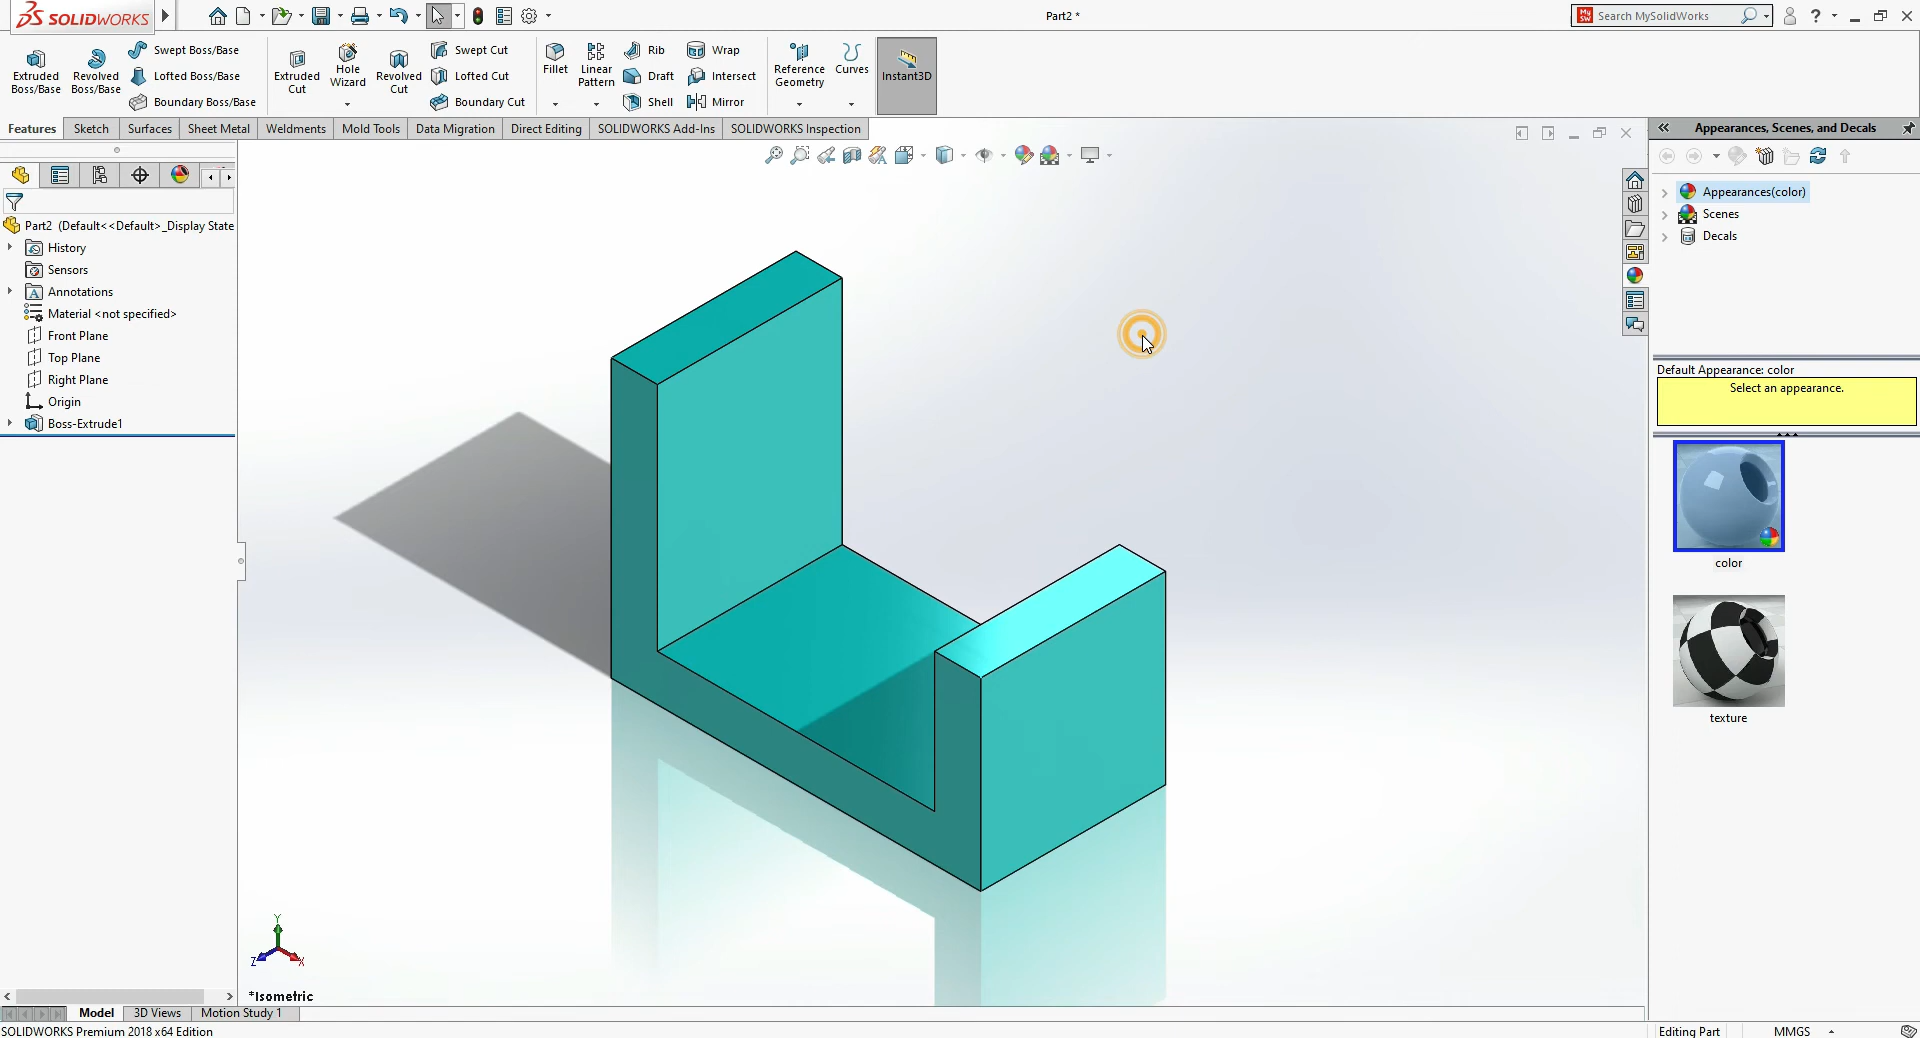 SOLIDWORKS
Part2 *
Search MySolidWorks
Extruded Boss/Base
Revolved Boss/Base
Swept Boss/Base
Lofted Boss/Base
Boundary Boss/Base
Extruded Cut
Hole Wizard
Revolved Cut
Swept Cut
Lofted Cut
Boundary Cut
Fillet
Linear Pattern
Rib
Draft
Shell
Wrap
Intersect
Mirror
Reference Geometry
Curves
Instant3D
Features
Sketch
Surfaces
Sheet Metal
Weldments
Mold Tools
Data Migration
Direct Editing
SOLIDWORKS Add-Ins
SOLIDWORKS Inspection
Appearances, Scenes, and Decals
Part2 (Default<<Default>_Display State
History
Sensors
Annotations
Material <not specified>
Front Plane
Top Plane
Right Plane
Origin
Boss-Extrude1
Appearances(color)
Scenes
Decals
Default Appearance: color
Select an appearance.
color
texture
Y
Z
X
*Isometric
Model
3D Views
Motion Study 1
SOLIDWORKS Premium 2018 x64 Edition
Editing Part
MMGS